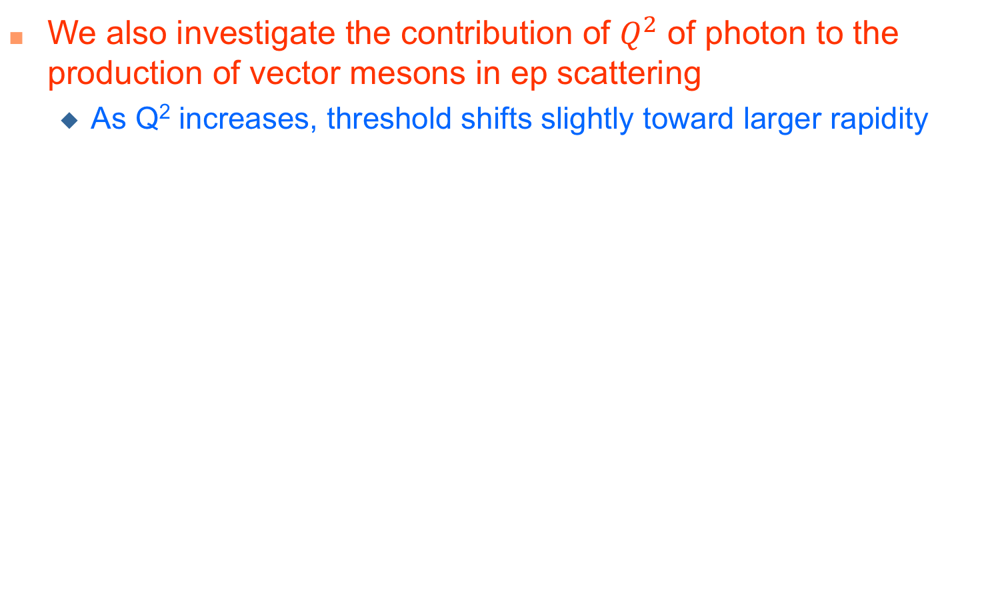 ■ We also investigate the contribution of Q² of photon to the
production of vector mesons in ep scattering
◆ As Q² increases, threshold shifts slightly toward larger rapidity